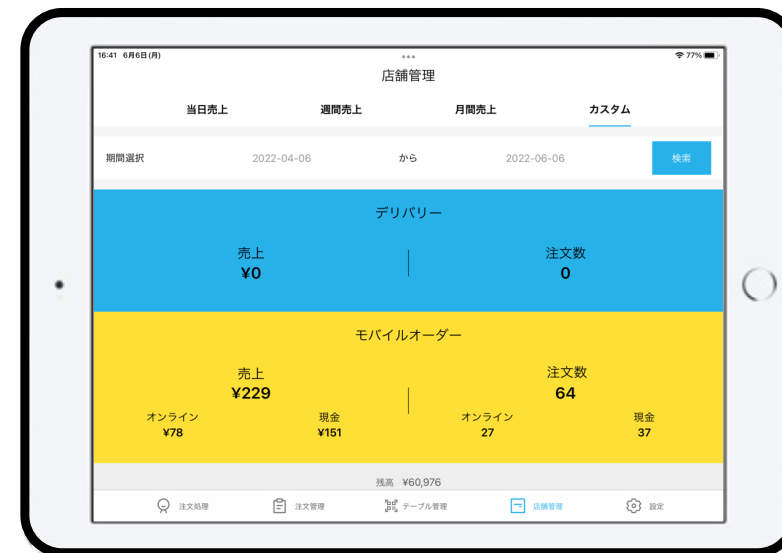 16:41 6月6日(月) 77%
店舗管理
当日売上 週間売上 月間売上 カスタム
期間選択 2022-04-06 から 2022-06-06 検索
デリバリー
売上 注文数
¥0 0
モバイルオーダー
売上 注文数
¥229 64
オンライン 現金 オンライン 現金
¥78 ¥151 27 37
残高 ¥60,976
注文処理 注文管理 テーブル管理 店舗管理 設定